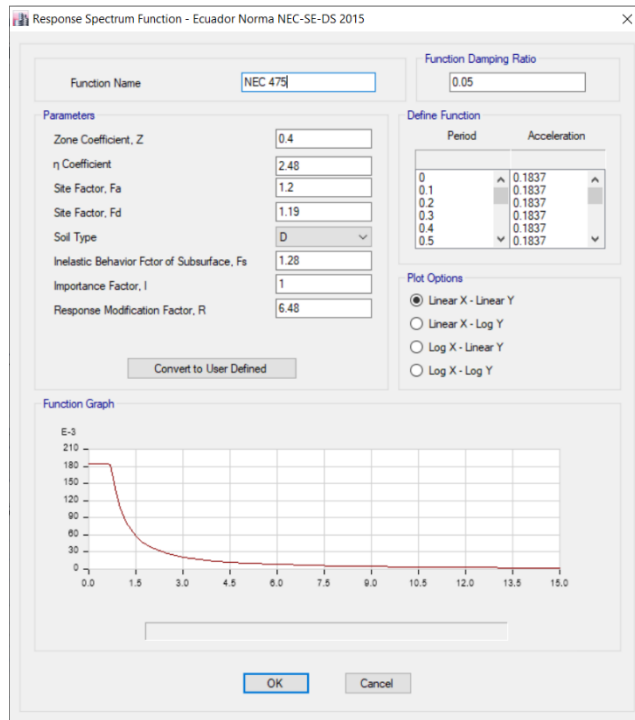 Response Spectrum Function - Ecuador Norma NEC-SE-DS 2015
Function Name
NEC 475
Function Damping Ratio
0.05
Parameters
Zone Coefficient, Z
0.4
η Coefficient
2.48
Site Factor, Fa
1.2
Site Factor, Fd
1.19
Soil Type
D
Inelastic Behavior Fctor of Subsurface, Fs
1.28
Importance Factor, I
1
Response Modification Factor, R
6.48
Convert to User Defined
Define Function
Period Acceleration
0 0.1837
0.1 0.1837
0.2 0.1837
0.3 0.1837
0.4 0.1837
0.5 0.1837
Plot Options
Linear X - Linear Y
Linear X - Log Y
Log X - Linear Y
Log X - Log Y
Function Graph
E-3
210
180
150
120
90
60
30
0
0.0 1.5 3.0 4.5 6.0 7.5 9.0 10.5 12.0 13.5 15.0
OK Cancel